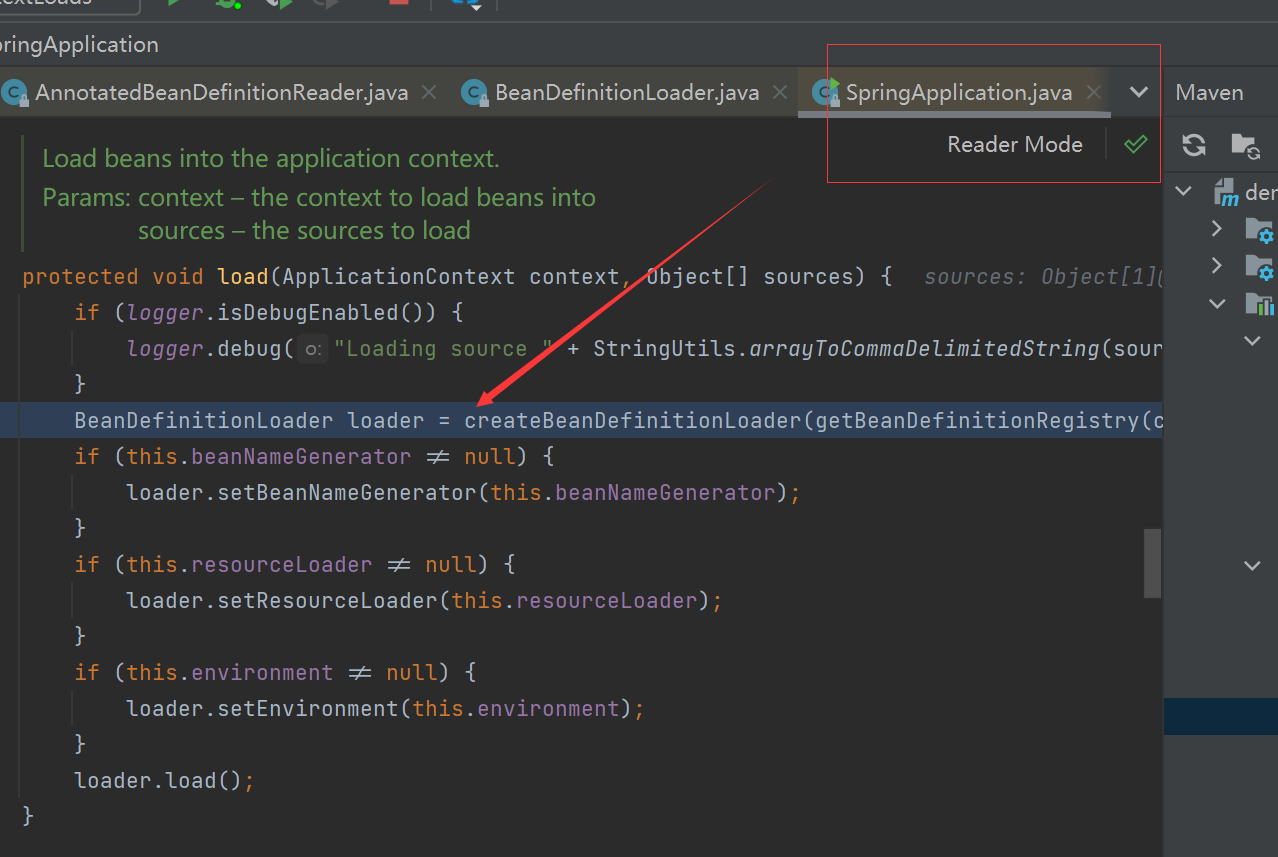 ringApplication
AnnotatedBeanDefinitionReader.java
BeanDefinitionLoader.java
SpringApplication.java
Maven
Reader Mode
Load beans into the application context.
Params: context – the context to load beans into
sources – the sources to load
protected void load(ApplicationContext context, Object[] sources) { sources: Object[1]@
if (logger.isDebugEnabled()) {
logger.debug( o: "Loading source " + StringUtils.arrayToCommaDelimitedString(sour
}
BeanDefinitionLoader loader = createBeanDefinitionLoader(getBeanDefinitionRegistry(c
if (this.beanNameGenerator ≠ null) {
loader.setBeanNameGenerator(this.beanNameGenerator);
}
if (this.resourceLoader ≠ null) {
loader.setResourceLoader(this.resourceLoader);
}
if (this.environment ≠ null) {
loader.setEnvironment(this.environment);
}
loader.load();
}
der